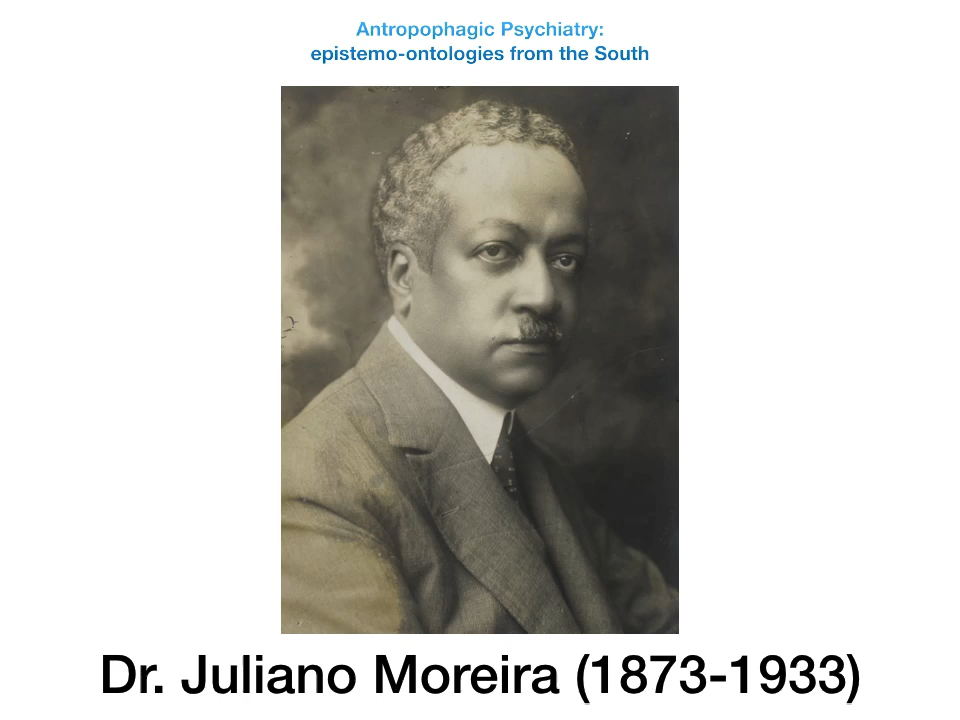 Antropophagic Psychiatry:
epistemo-ontologies from the South
Dr. Juliano Moreira (1873-1933)